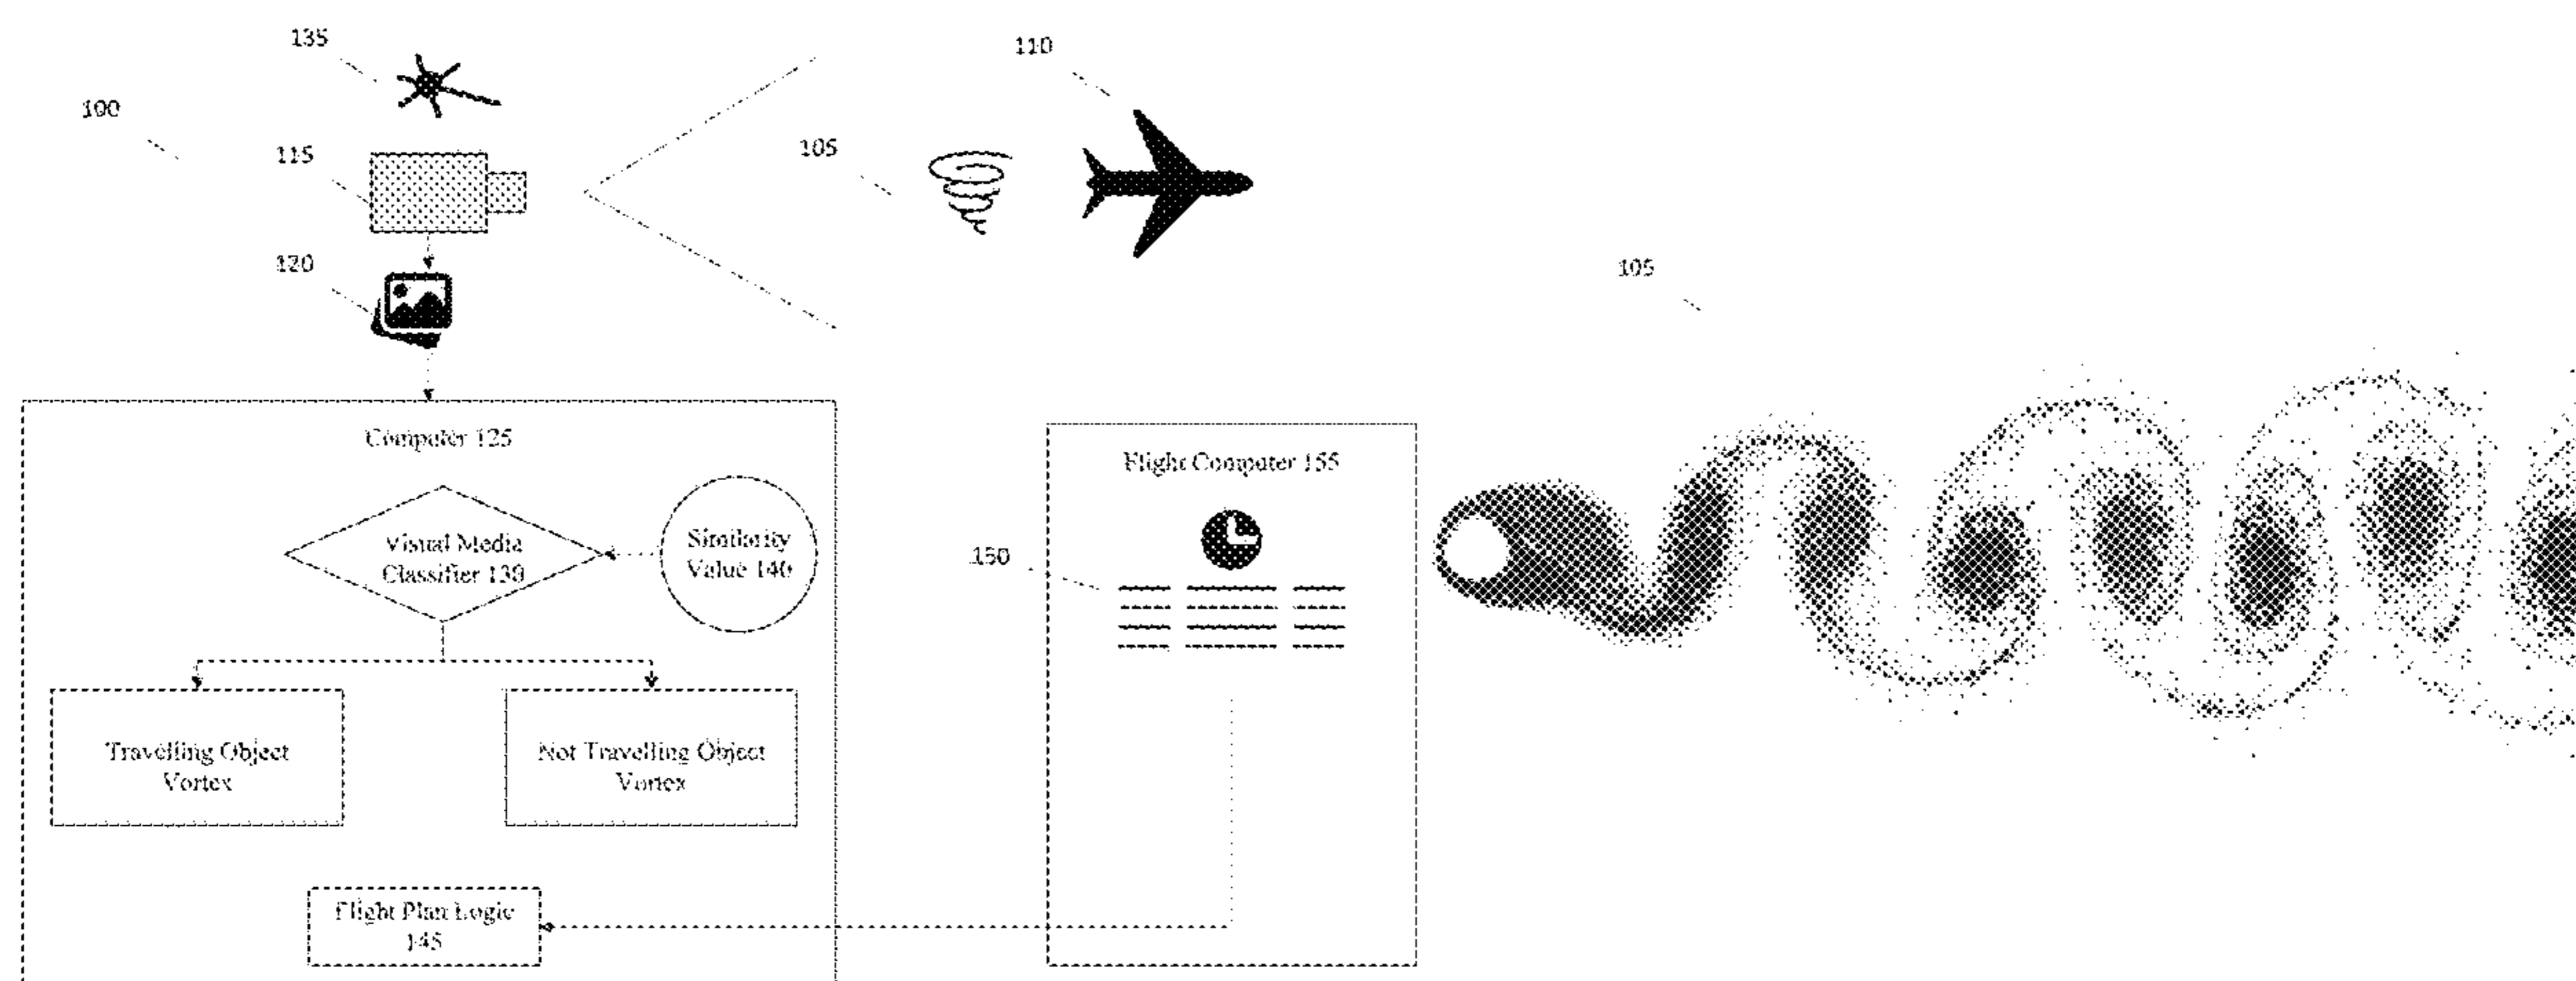 135
110
100
115
105
120
105
Computer 125
Flight Computer 155
Visual Media
Classifier 130
Similarity
Value 140
150
Travelling Object
Vortex
Not Travelling Object
Vortex
Flight Plan Logic
145